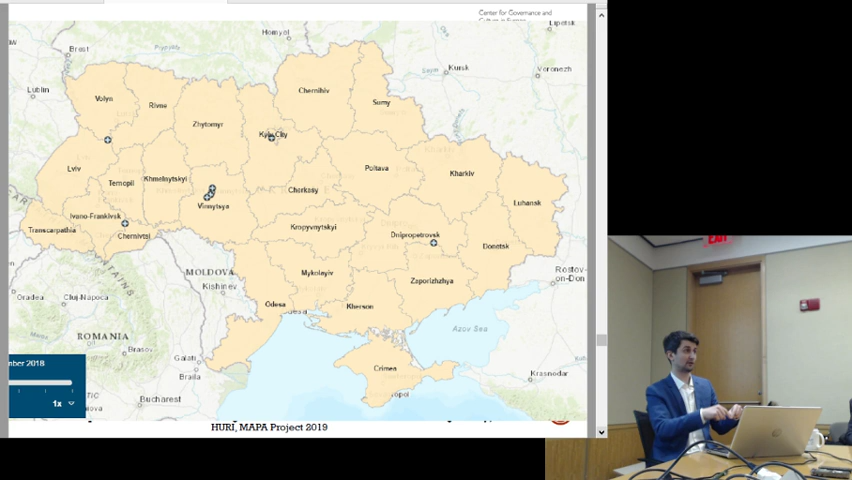 Center for Governance and
Culture in Europe
Homyol
Lipetsk
Brest
Kursk
Voronezh
Lublin
Volyn
Rivne
Chernihiv
Sumy
Zhytomyr
Kyiv City
Lviv
Ternopil
Khmelnytskyi
Poltava
Kharkiv
Cherkasy
Luhansk
Vinnytsya
Ivano-Frankivsk
Transcarpathia
Chernivtsi
Kropyvnytskyi
Dnipropetrovsk
Donetsk
MOLDOVA
Kishinev
Mykolayiv
Zaporizhzhya
Rostov-
on-Don
Oradea
Cluj-Napoca
Odesa
Kherson
Azov Sea
ROMANIA
Brasov
Galati
Braila
Crimea
Krasnodar
mber 2018
1x
Bucharest
HURI, MAPA Project 2019
EXIT